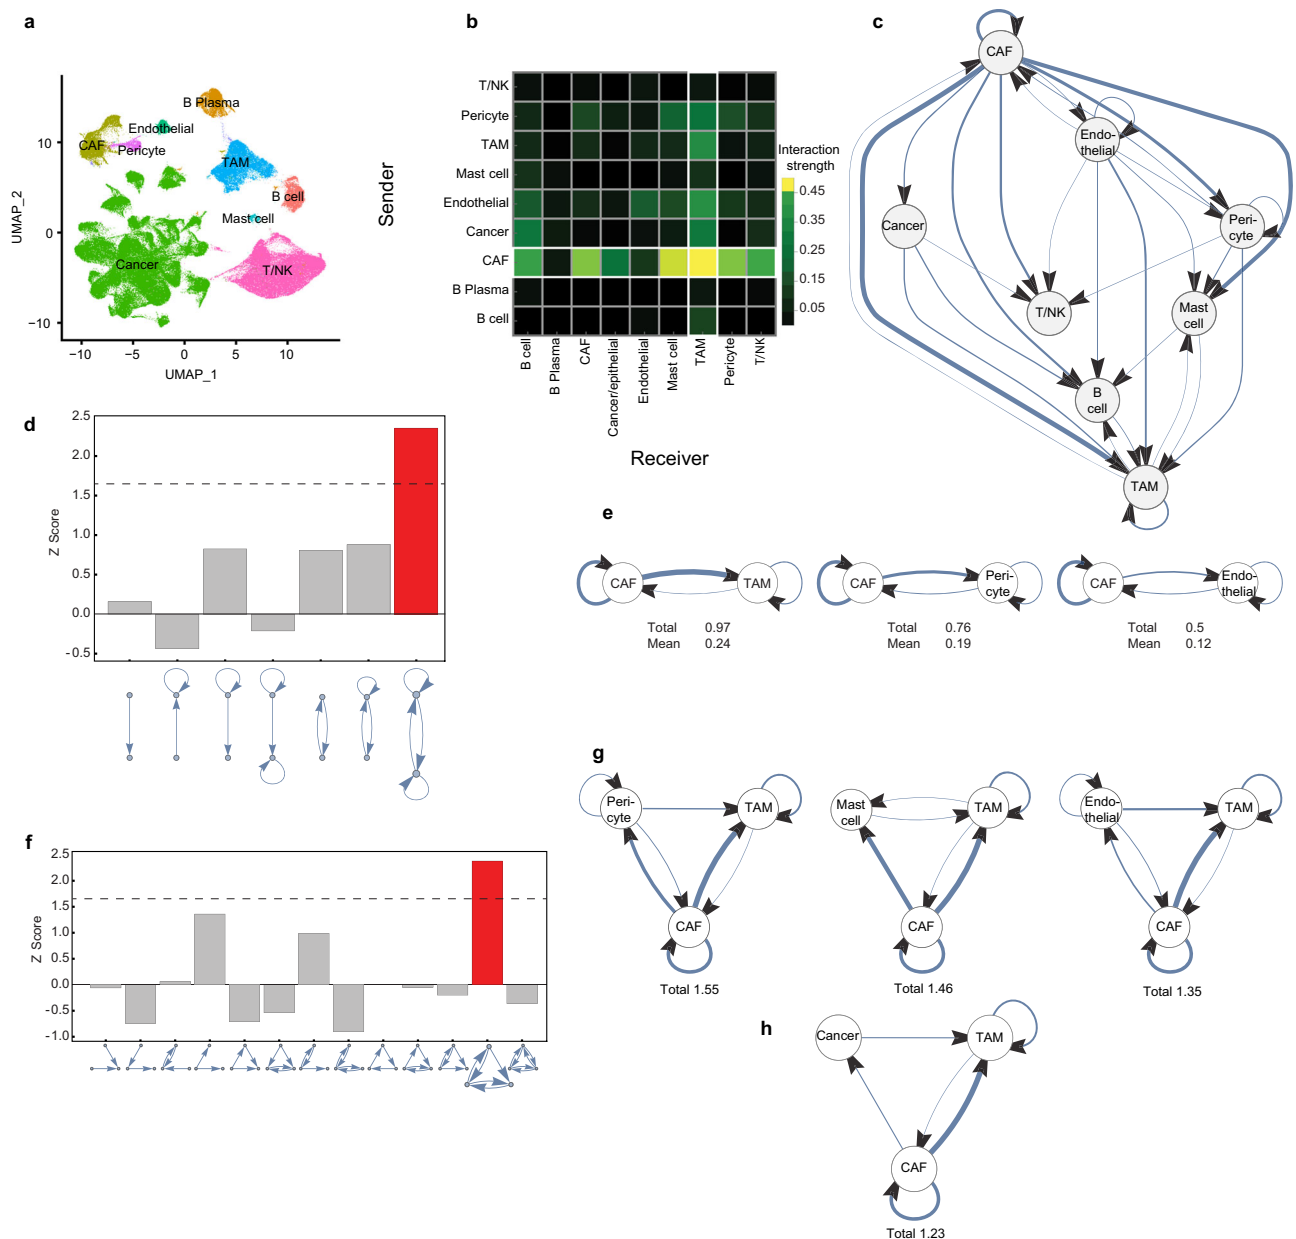 a
B Plasma
Endothelial
CAF
Pericyte
TAM
B cell
Mast cell
Cancer
T/NK
10
0
−10
UMAP_2
−10
−5
0
5
10
UMAP_1
b
Sender
T/NK
Pericyte
TAM
Mast cell
Endothelial
Cancer
CAF
B Plasma
B cell
B cell
B Plasma
CAF
Cancer/epithelial
Endothelial
Mast cell
TAM
Pericyte
T/NK
Receiver
Interaction
strength
0.45
0.35
0.25
0.15
0.05
c
CAF
Endo-
thelial
Cancer
Peri-
cyte
T/NK
Mast
cell
B
cell
TAM
d
2.5
2.0
1.5
1.0
0.5
0.0
-0.5
Z Score
e
CAF
TAM
Total 0.97
Mean 0.24
CAF
Peri-
cyte
Total 0.76
Mean 0.19
CAF
Endo-
thelial
Total 0.5
Mean 0.12
f
2.5
2.0
1.5
1.0
0.5
0.0
-0.5
-1.0
Z Score
g
Peri-
cyte
TAM
CAF
Total 1.55
Mast
cell
TAM
CAF
Total 1.46
Endo-
thelial
TAM
CAF
Total 1.35
h
Cancer
TAM
CAF
Total 1.23